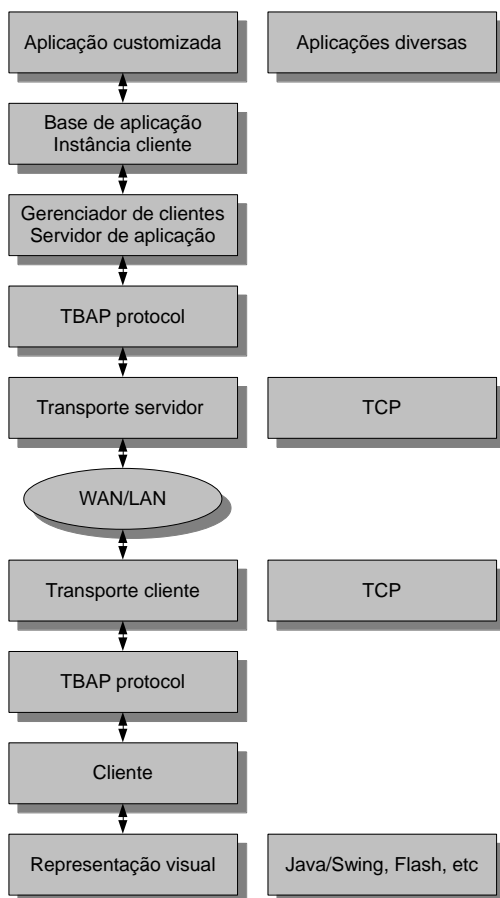 Aplicação customizada
Aplicações diversas
Base de aplicação
Instância cliente
Gerenciador de clientes
Servidor de aplicação
TBAP protocol
Transporte servidor
TCP
WAN/LAN
Transporte cliente
TCP
TBAP protocol
Cliente
Representação visual
Java/Swing, Flash, etc